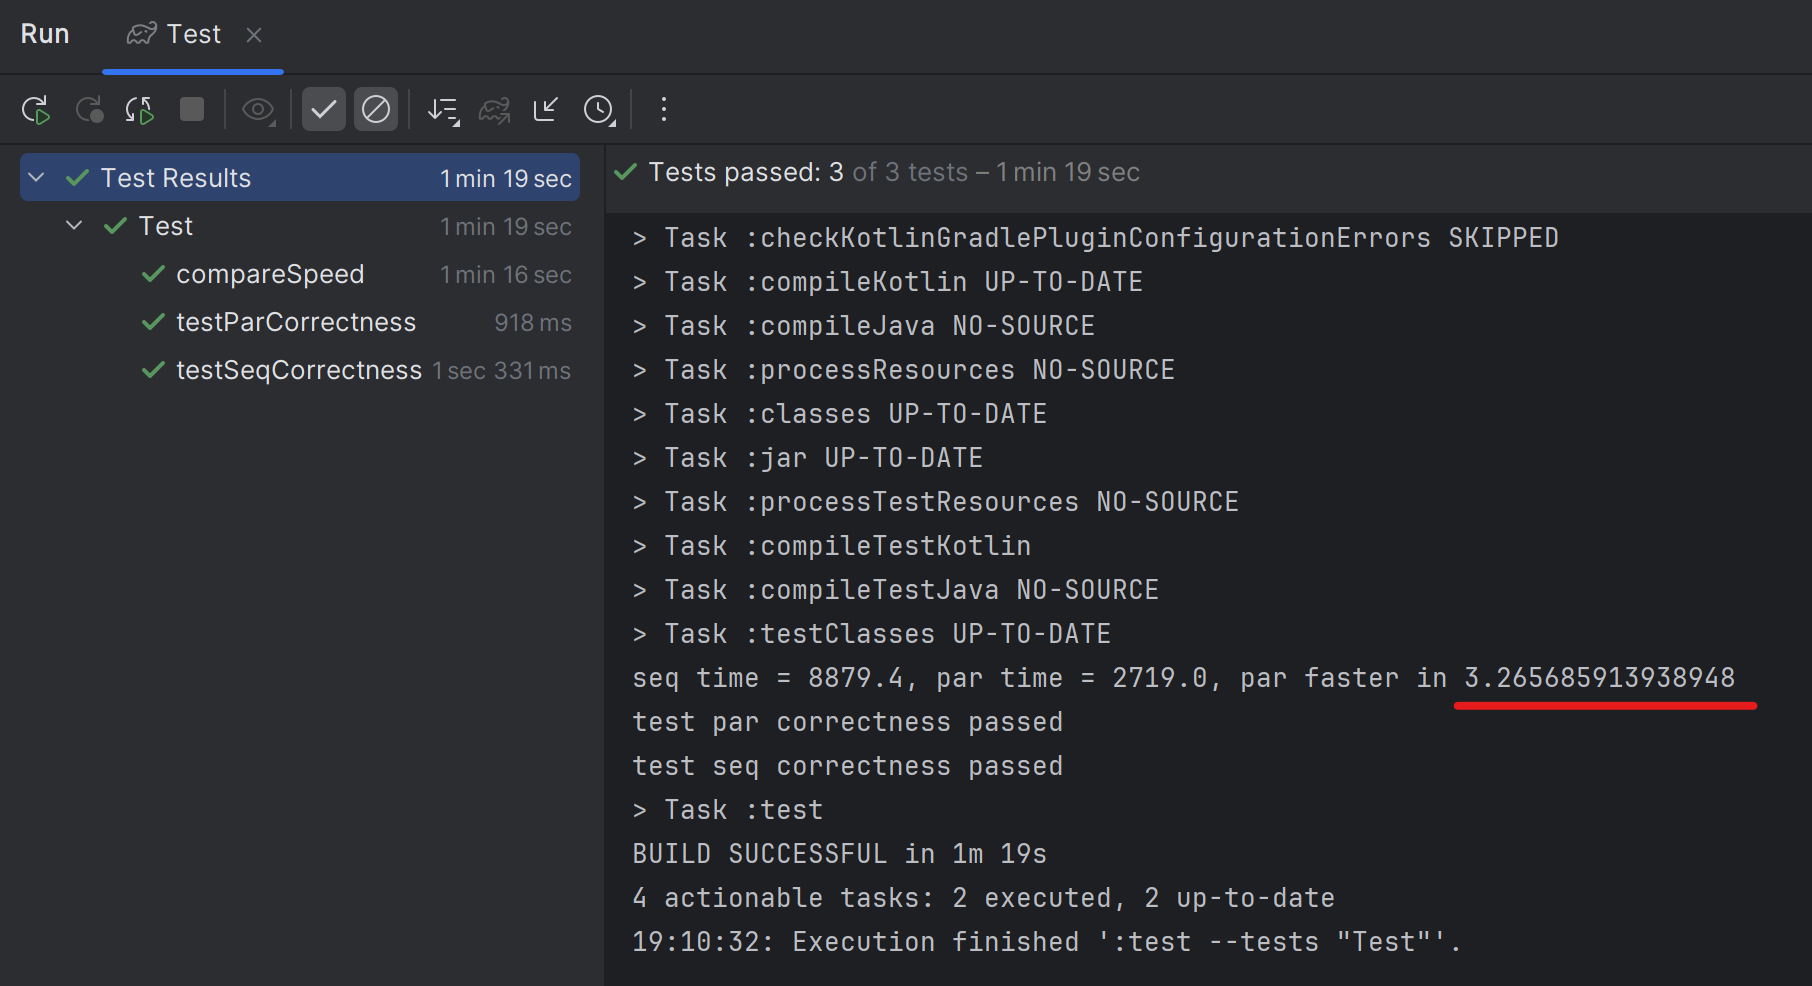 Run Test
Test Results 1 min 19 sec
Test 1 min 19 sec
compareSpeed 1 min 16 sec
testParCorrectness 918 ms
testSeqCorrectness 1 sec 331 ms
Tests passed: 3 of 3 tests – 1 min 19 sec
> Task :checkKotlinGradlePluginConfigurationErrors SKIPPED
> Task :compileKotlin UP-TO-DATE
> Task :compileJava NO-SOURCE
> Task :processResources NO-SOURCE
> Task :classes UP-TO-DATE
> Task :jar UP-TO-DATE
> Task :processTestResources NO-SOURCE
> Task :compileTestKotlin
> Task :compileTestJava NO-SOURCE
> Task :testClasses UP-TO-DATE
seq time = 8879.4, par time = 2719.0, par faster in 3.265685913938948
test par correctness passed
test seq correctness passed
> Task :test
BUILD SUCCESSFUL in 1m 19s
4 actionable tasks: 2 executed, 2 up-to-date
19:10:32: Execution finished ':test --tests "Test"'.